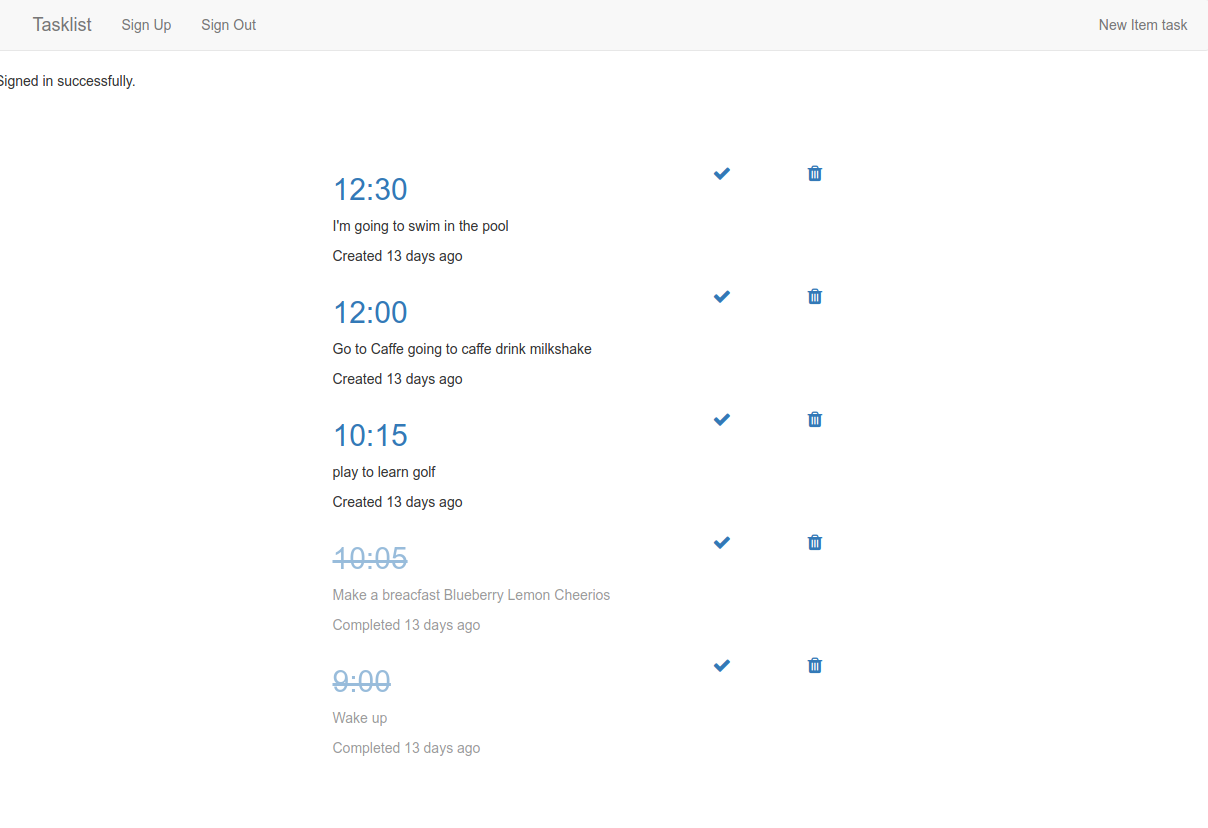 Tasklist Sign Up Sign Out New Item task
Signed in successfully.
12:30
I'm going to swim in the pool
Created 13 days ago
12:00
Go to Caffe going to caffe drink milkshake
Created 13 days ago
10:15
play to learn golf
Created 13 days ago
10:05
Make a breacfast Blueberry Lemon Cheerios
Completed 13 days ago
9:00
Wake up
Completed 13 days ago